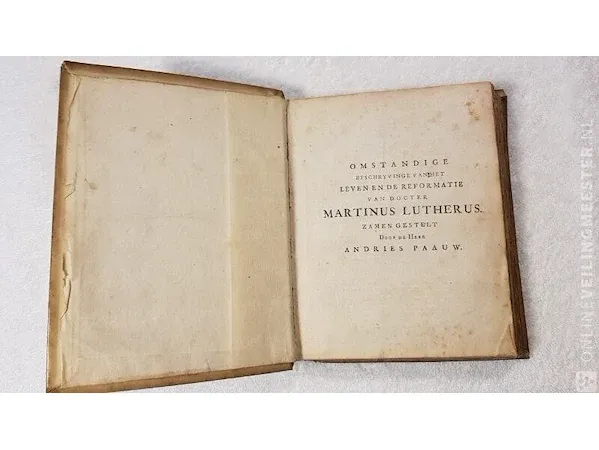 OMSTANDIGE
BESCHRYVINGE VAN HET
LEVEN EN DE REFORMATIE
VAN DOCTER
MARTINUS LUTHERUS.
ZAMEN GESTELT
DOOR DE HEER
ANDRIES PAAUW.
ONLINEVEILINGMEESTER.NL